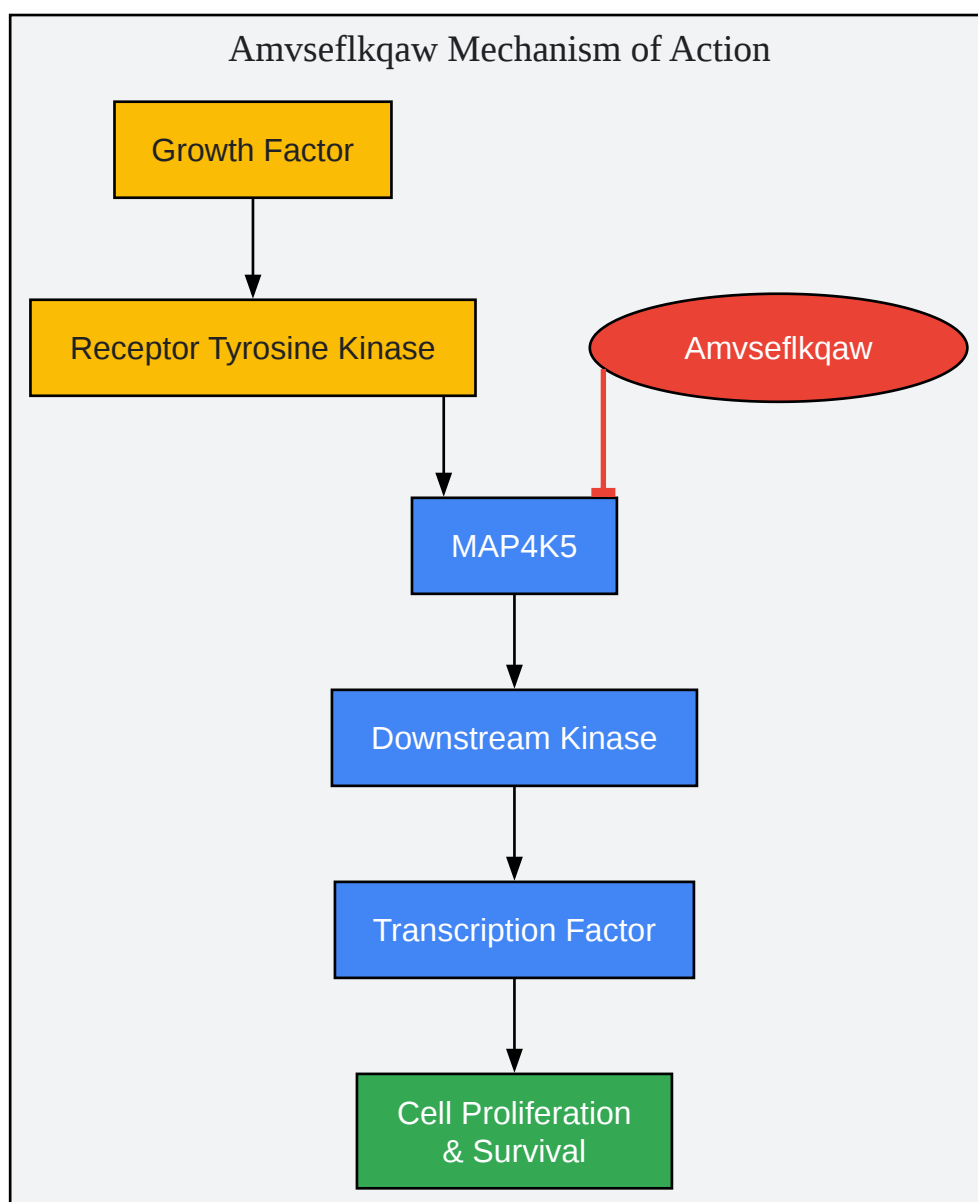 Amvseflkqaw Mechanism of Action
Growth Factor
Receptor Tyrosine Kinase
Amvseflkqaw
MAP4K5
Downstream Kinase
Transcription Factor
Cell Proliferation
& Survival